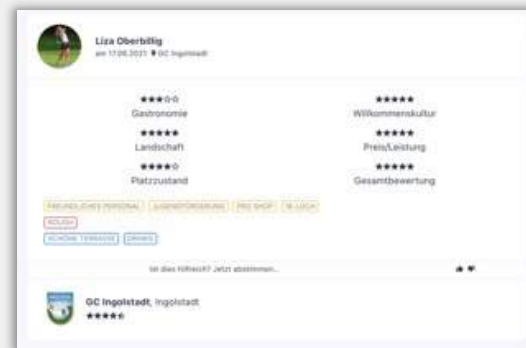 Liza Oberbillig
am 17.06.2021 GC Ingolstadt
★★★☆☆
Gastronomie
★★★★★
Willkommenskultur
★★★★★
Landschaft
★★★★★
Preis/Leistung
★★★★☆
Platzzustand
★★★★★
Gesamtbewertung
FREUNDLICHES PERSONAL JUGENDFÖRDERUNG PRO SHOP 18-LOCH
ROUGH
SCHÖNE TERRASSE DRINKS
Ist dies hilfreich? Jetzt abstimmen...
GC Ingolstadt, Ingolstadt